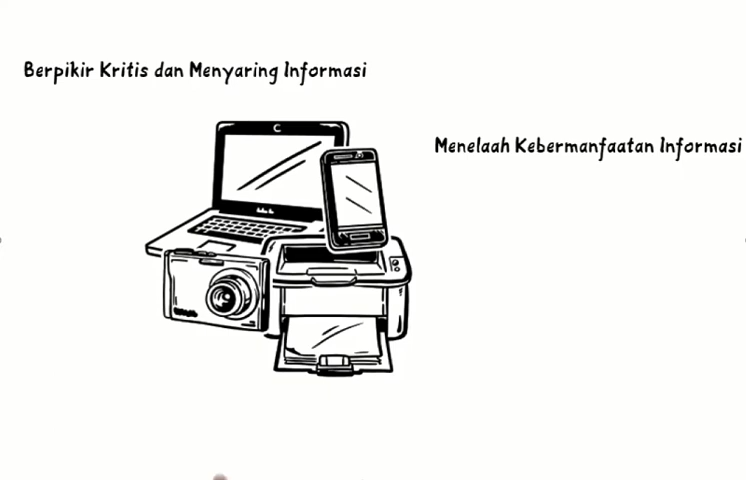 Berpikir Kritis dan Menyaring Informasi
Menelaah Kebermanfaatan Informasi